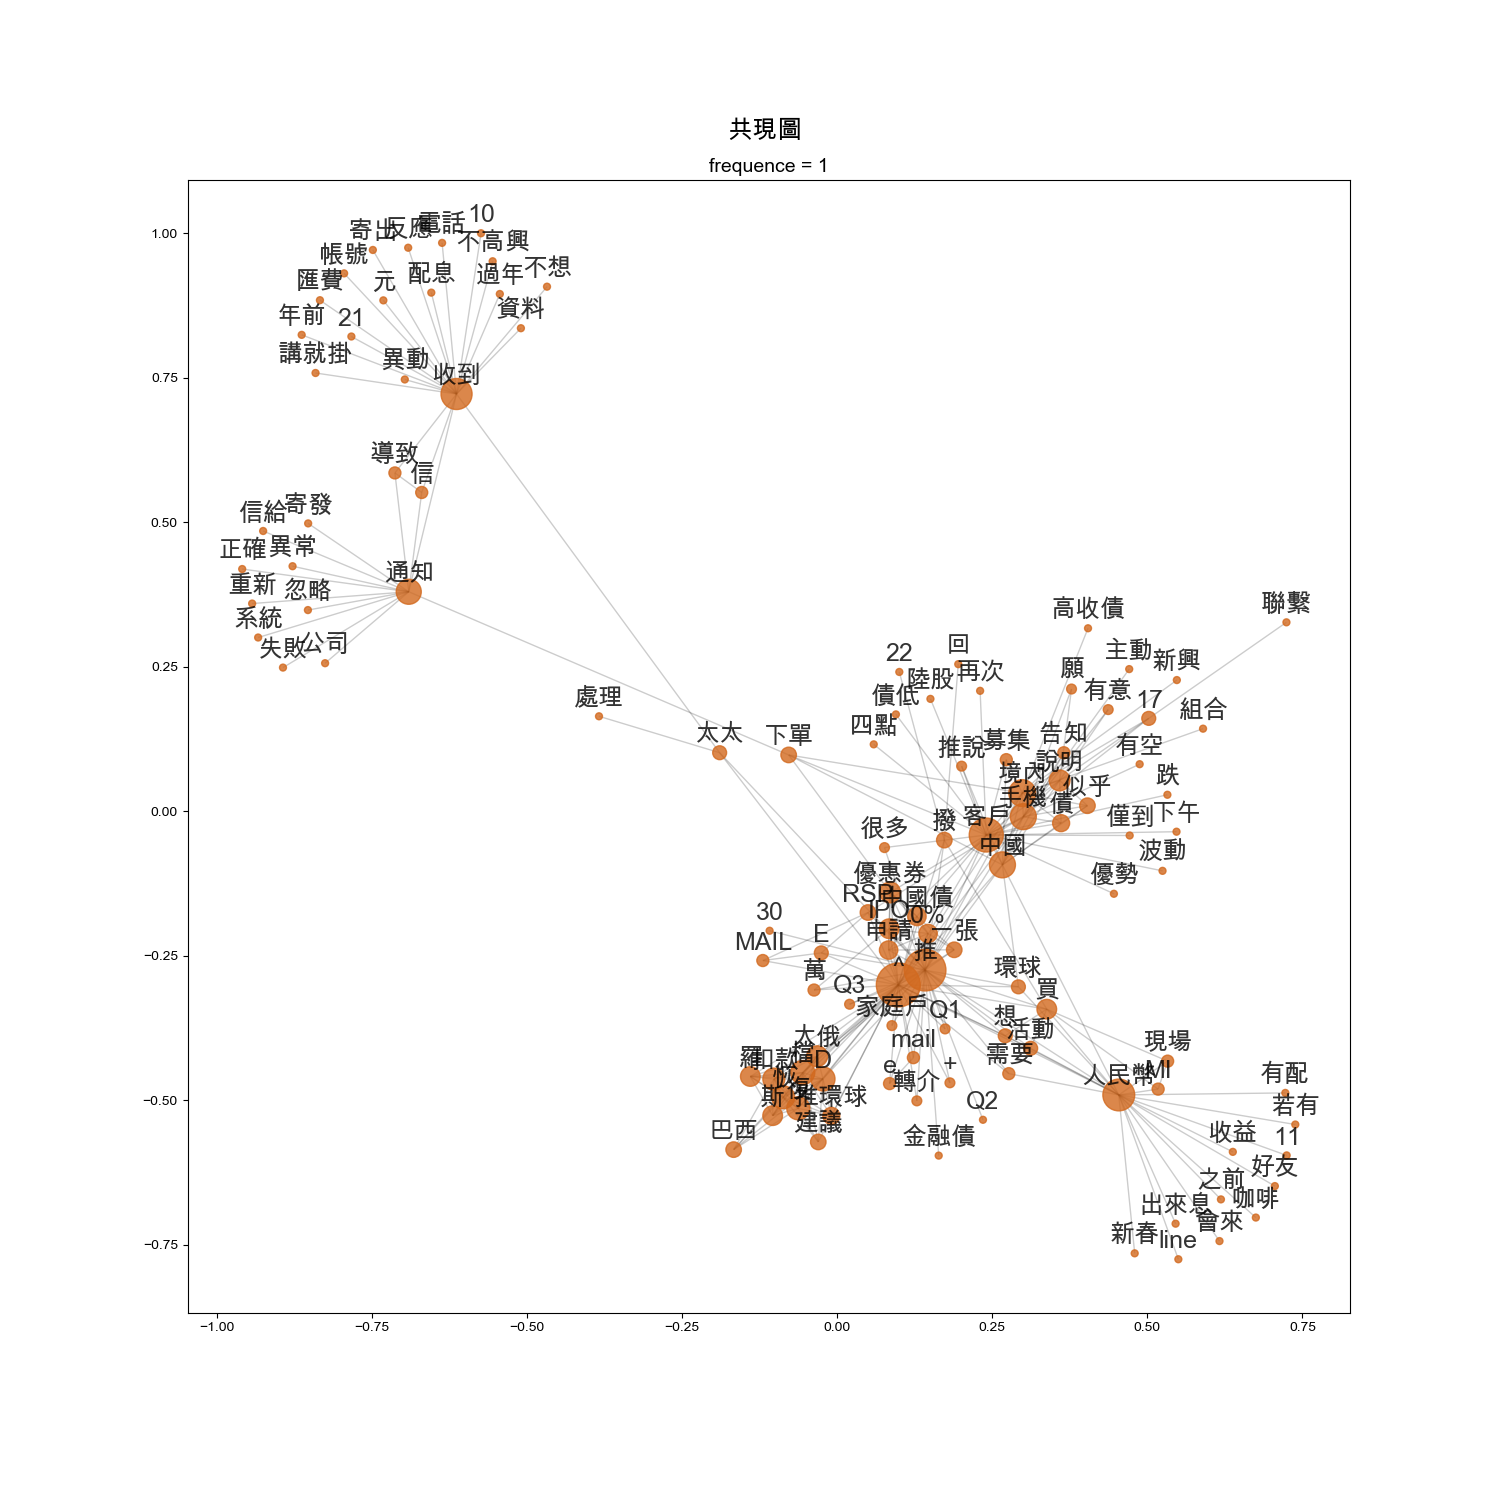 共現圖
frequence = 1
1.00
0.75
0.50
0.25
0.00
−0.25
−0.50
−0.75
10
電話
反應
寄出
不高興
帳號
不想
過年
配息
元
匯費
資料
年前
21
講就掛
異動
收到
導致
信
寄發
信給
異常
正確
通知
重新
忽略
系統
失敗
公司
處理
太太
下單
高收債
聯繫
回
22
主動
新興
再次
陸股
願
有意
債低
17
組合
四點
告知
有空
推說
募集
說明
境內
跌
似乎
手機
債
僅到
下午
客戶
撥
很多
中國
波動
優勢
優惠券
RSP
中國債
IPO
0%
30
申請
一張
MAIL
E
推
^
萬
環球
Q3
買
家庭戶
Q1
想
活動
太俄
mail
需要
現場
羅
扣款
D
e
+
人民幣
MI
有配
轉介
斯
推環球
Q2
若有
建議
巴西
金融債
收益
11
好友
之前
咖啡
出來息
會來
新春
line
−1.00
−0.75
−0.50
−0.25
0.00
0.25
0.50
0.75